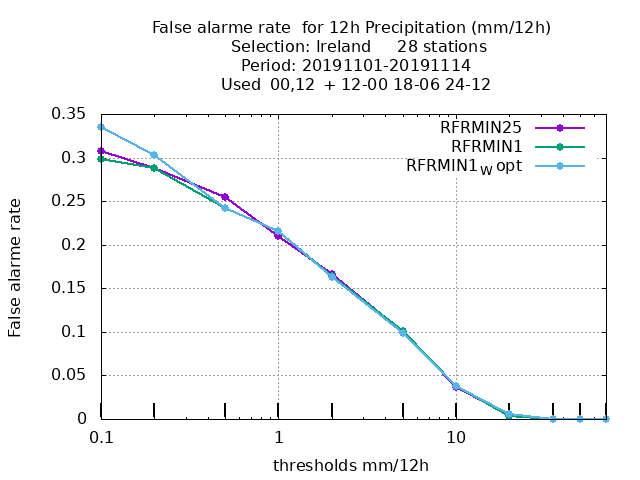 False alarme rate  for 12h Precipitation (mm/12h)
Selection: Ireland     28 stations
Period: 20191101-20191114
Used  00,12  + 12-00 18-06 24-12
RFRMIN25
RFRMIN1
RFRMIN1W opt
False alarme rate
0.35
0.3
0.25
0.2
0.15
0.1
0.05
0
0.1 1 10
thresholds mm/12h